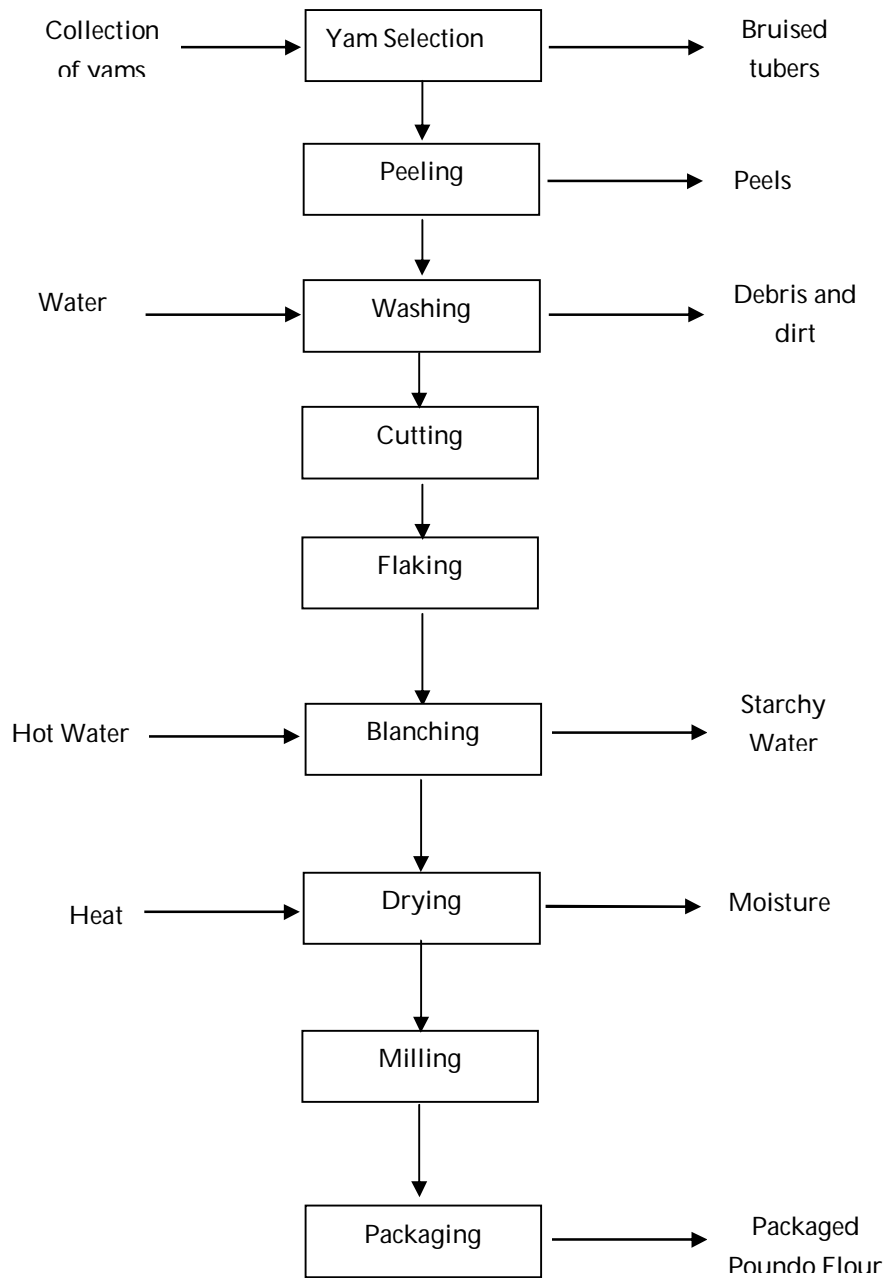 Collection
of yams
Yam Selection
Bruised
tubers
Peeling
Peels
Water
Washing
Debris and
dirt
Cutting
Flaking
Hot Water
Blanching
Starchy
Water
Heat
Drying
Moisture
Milling
Packaging
Packaged
Poundo Flour